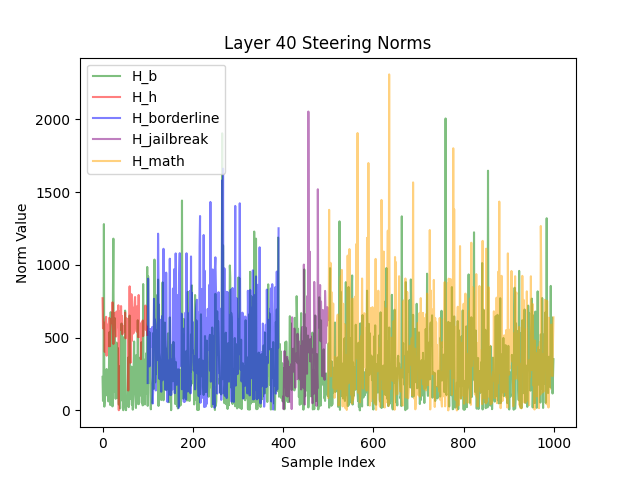 Layer 40 Steering Norms
H_b
H_h
H_borderline
H_jailbreak
H_math
Norm Value
2000
1500
1000
500
0
0 200 400 600 800 1000
Sample Index